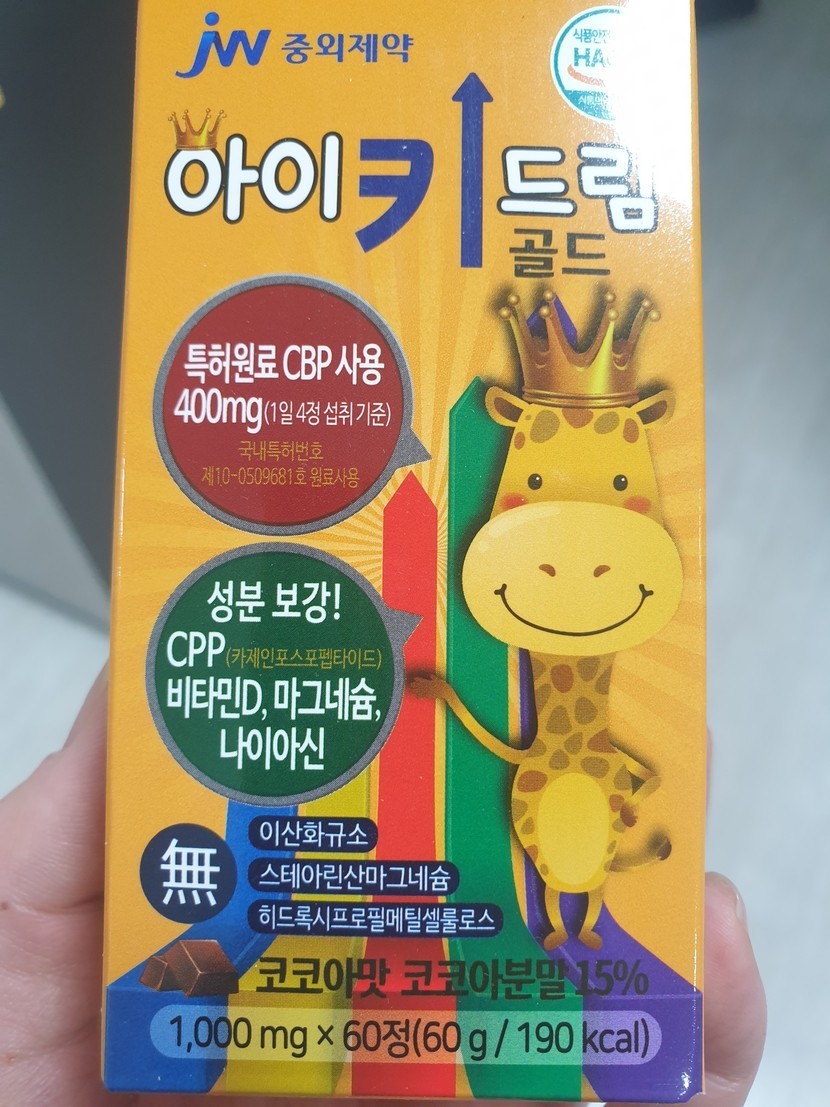 jw 중외제약
식품안전
HA
아이키드림
골드
특허원료 CBP 사용
400mg(1일 4정 섭취 기준)
국내특허번호
제10-0509681호 원료사용
성분 보강!
CPP(카제인포스포펩타이드)
비타민D, 마그네슘,
나이아신
無
이산화규소
스테아린산마그네슘
히드록시프로필메틸셀룰로스
코코아맛 코코아분말 15%
1,000 mg × 60정(60 g / 190 kcal)